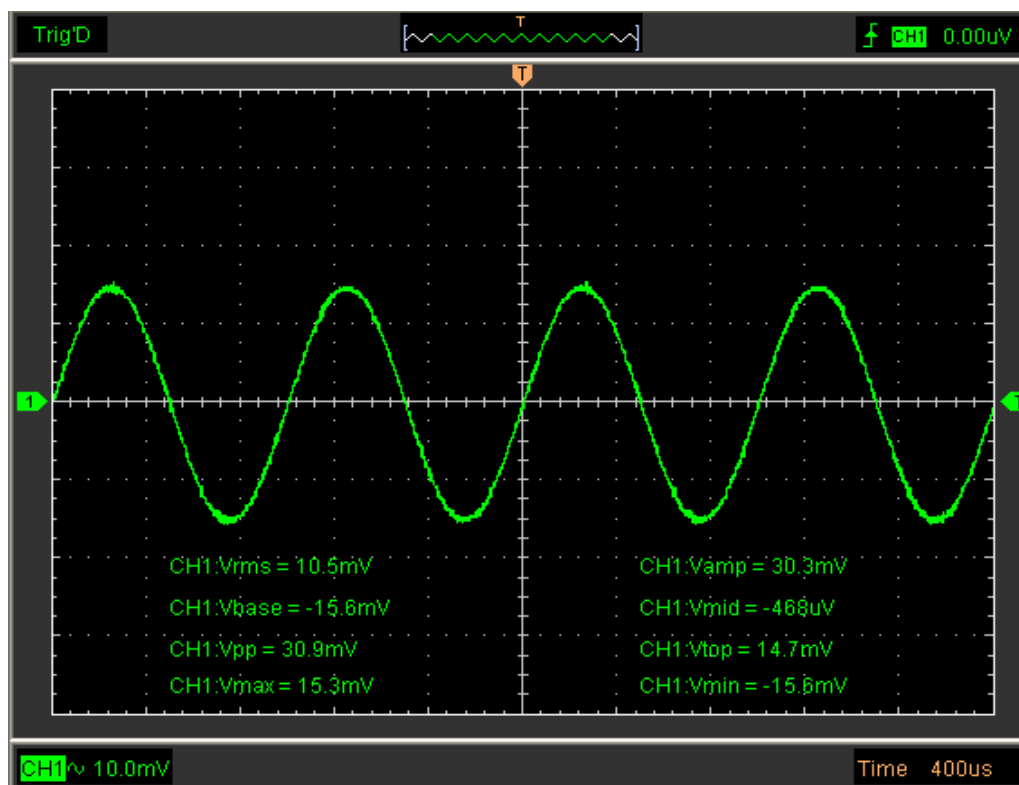 Trig'D
T
CH1 0.00uV
T
1
CH1:Vrms = 10.5mV
CH1:Vamp = 30.3mV
CH1:Vbase = -15.6mV
CH1:Vmid = -468uV
CH1:Vpp = 30.9mV
CH1:Vtop = 14.7mV
CH1:Vmax = 15.3mV
CH1:Vmin = -15.6mV
CH1 10.0mV
Time 400us